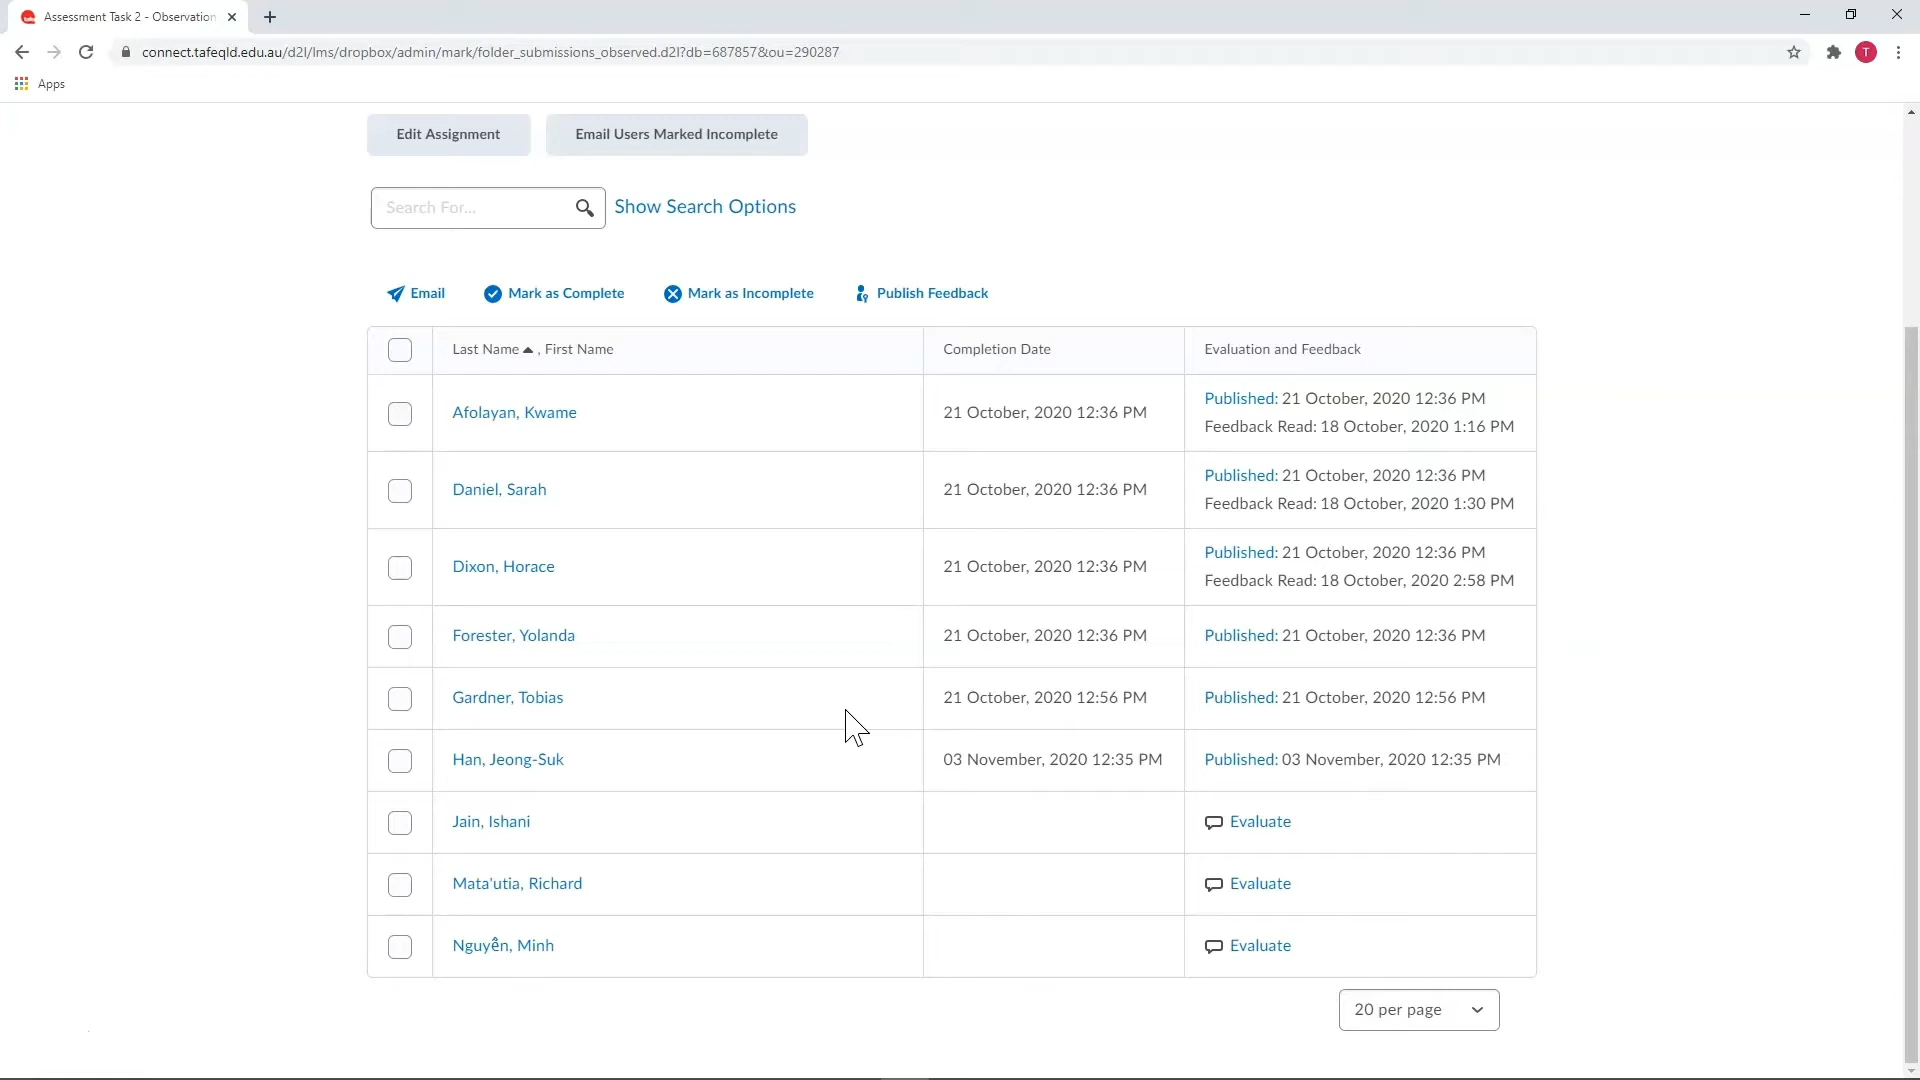 Assessment Task 2 - Observation
connect.tafeqld.edu.au/d2l/lms/dropbox/admin/mark/folder_submissions_observed.d2l?db=687857&ou=290287
T
Apps
Edit Assignment
Email Users Marked Incomplete
Search For...
Show Search Options
Email
Mark as Complete
Mark as Incomplete
Publish Feedback
Last Name , First Name
Completion Date
Evaluation and Feedback
Afolayan, Kwame
21 October, 2020 12:36 PM
Published: 21 October, 2020 12:36 PM
Feedback Read: 18 October, 2020 1:16 PM
Daniel, Sarah
21 October, 2020 12:36 PM
Published: 21 October, 2020 12:36 PM
Feedback Read: 18 October, 2020 1:30 PM
Dixon, Horace
21 October, 2020 12:36 PM
Published: 21 October, 2020 12:36 PM
Feedback Read: 18 October, 2020 2:58 PM
Forester, Yolanda
21 October, 2020 12:36 PM
Published: 21 October, 2020 12:36 PM
Gardner, Tobias
21 October, 2020 12:56 PM
Published: 21 October, 2020 12:56 PM
Han, Jeong-Suk
03 November, 2020 12:35 PM
Published: 03 November, 2020 12:35 PM
Jain, Ishani
Evaluate
Mata'utia, Richard
Evaluate
Nguyễn, Minh
Evaluate
20 per page